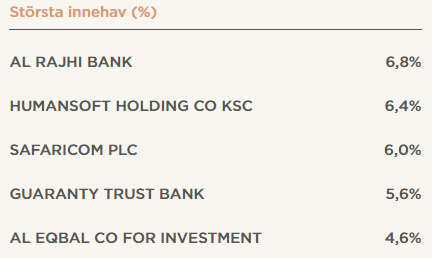 Största innehav (%)
AL RAJHI BANK 6,8%
HUMANSOFT HOLDING CO KSC 6,4%
SAFARICOM PLC 6,0%
GUARANTY TRUST BANK 5,6%
AL EQBAL CO FOR INVESTMENT 4,6%